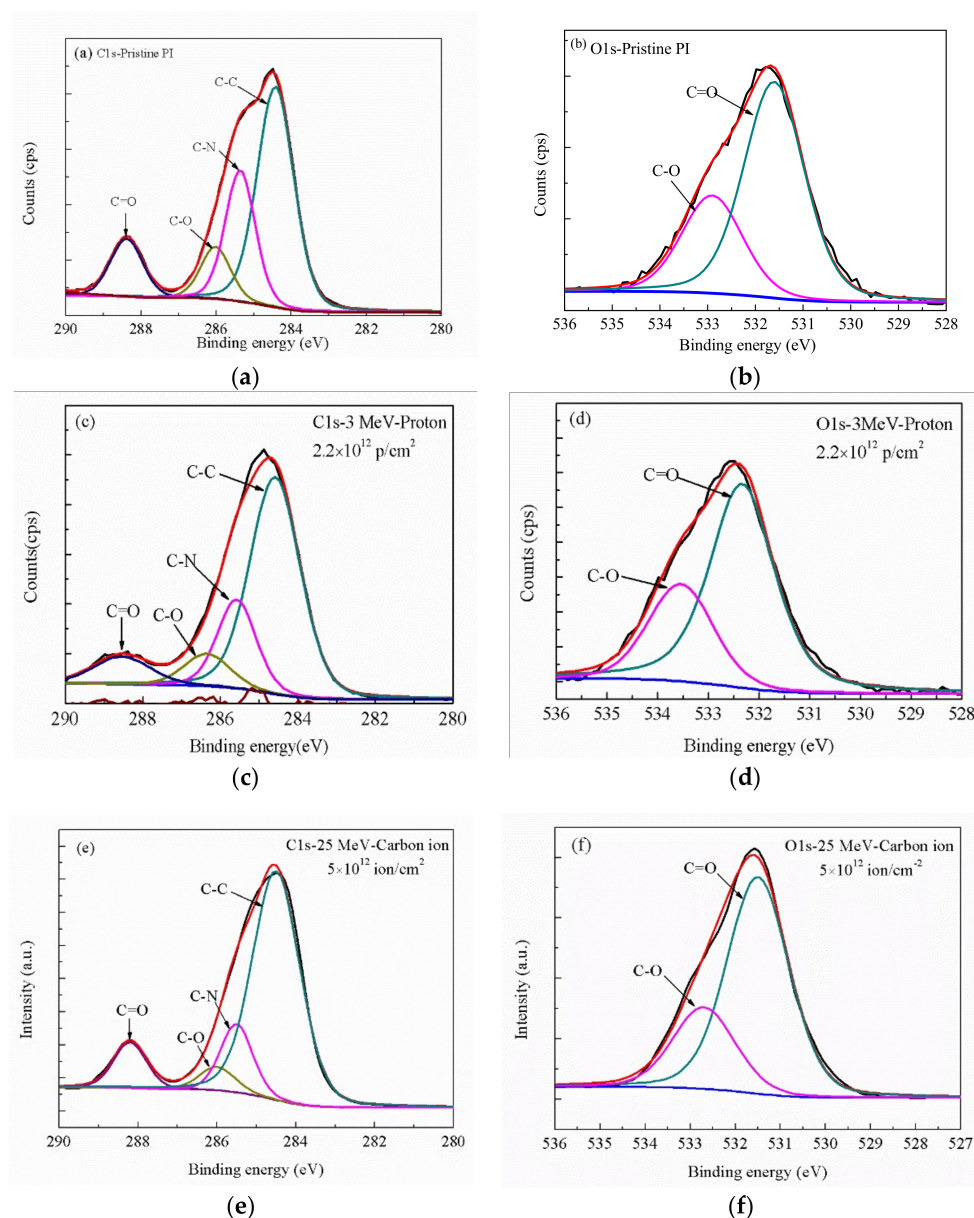 (a) C1s-Pristine PI
C-C
C-N
C-O
C=O
Counts (cps)
290 288 286 284 282 280
Binding energy (eV)
(a)
(b) O1s-Pristine PI
C=O
C-O
Counts (cps)
536 535 534 533 532 531 530 529 528
Binding energy (eV)
(b)
(c) C1s-3 MeV-Proton
2.2×10¹² p/cm²
C-C
C-N
C=O
C-O
Counts(cps)
290 288 286 284 282 280
Binding energy(eV)
(c)
(d) O1s-3MeV-Proton
2.2×10¹² p/cm²
C=O
C-O
Counts (cps)
536 535 534 533 532 531 530 529 528
Binding energy (eV)
(d)
(e) C1s-25 MeV-Carbon ion
5×10¹² ion/cm²
C-C
C-N
C=O
C-O
Intensity (a.u.)
290 288 286 284 282 280
Binding energy (eV)
(e)
(f) O1s-25 MeV-Carbon ion
5×10¹² ion/cm⁻²
C=O
C-O
Intensity (a.u.)
536 535 534 533 532 531 530 529 528 527
Binding energy (eV)
(f)